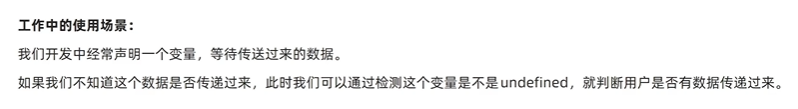 工作中的使用场景：
我们开发中经常声明一个变量，等待传送过来的数据。
如果我们不知道这个数据是否传递过来，此时我们可以通过检测这个变量是不是undefined，就判断用户是否有数据传递过来。